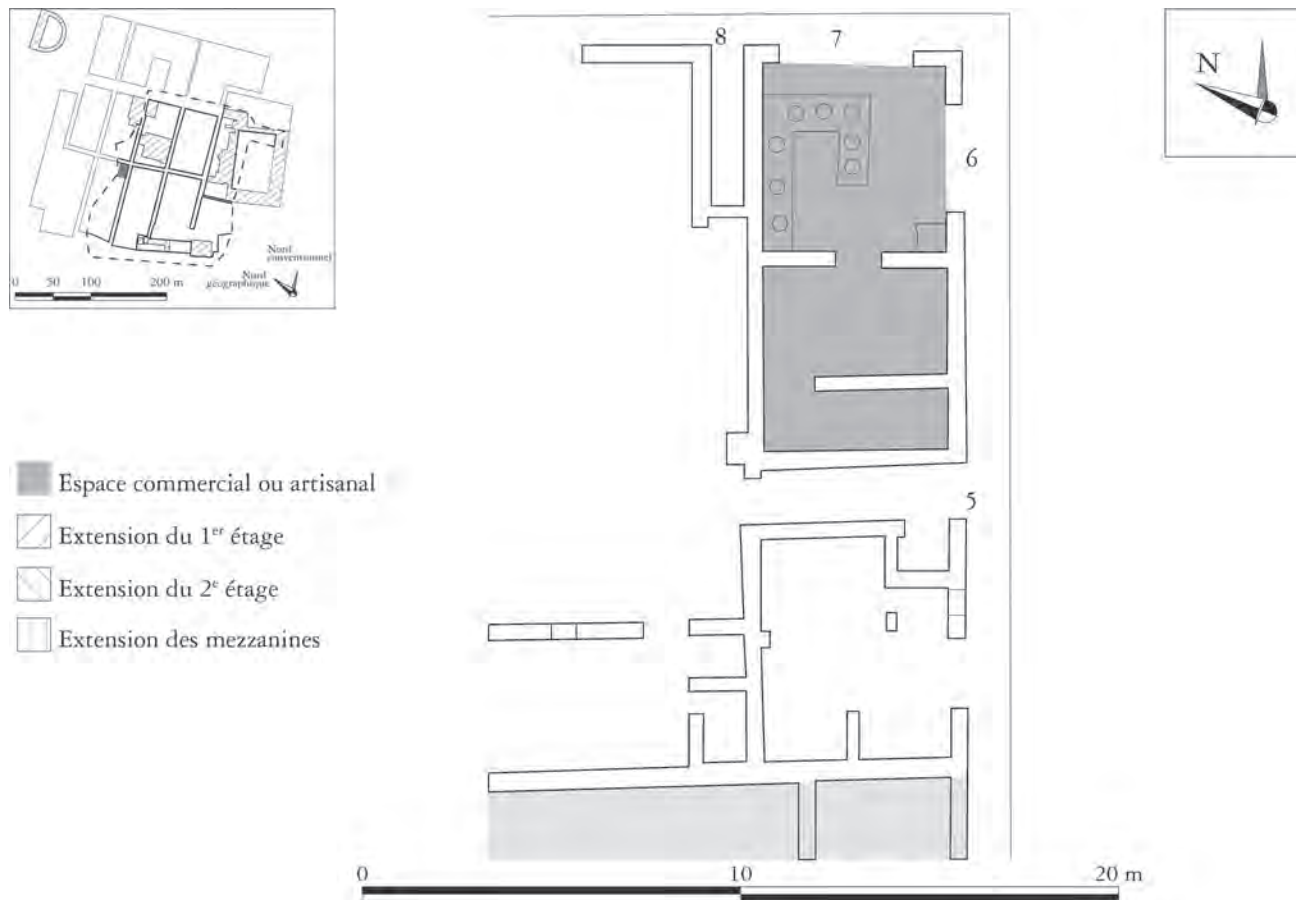 D
Nord
conventionnel
Nord
géographique
0 50 100 200 m
N
8
7
6
5
Espace commercial ou artisanal
Extension du 1er étage
Extension du 2e étage
Extension des mezzanines
0 10 20 m